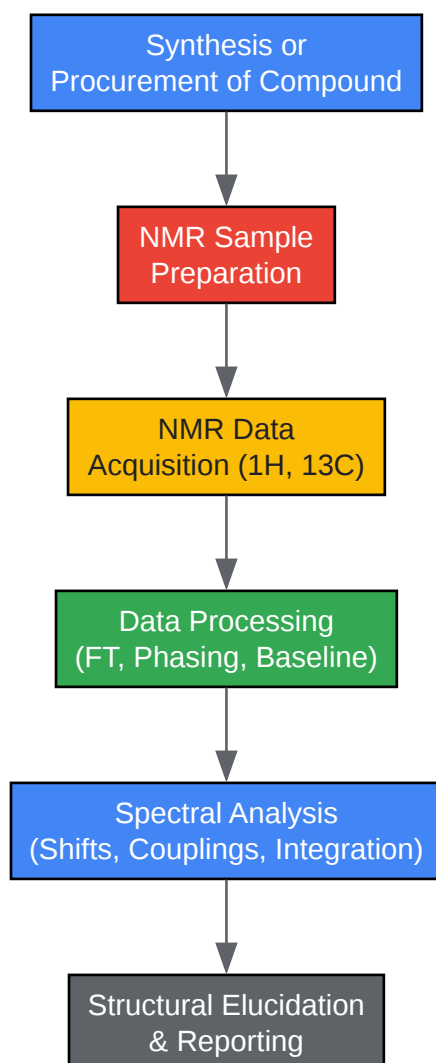 Synthesis or
Procurement of Compound
NMR Sample
Preparation
NMR Data
Acquisition (1H, 13C)
Data Processing
(FT, Phasing, Baseline)
Spectral Analysis
(Shifts, Couplings, Integration)
Structural Elucidation
& Reporting